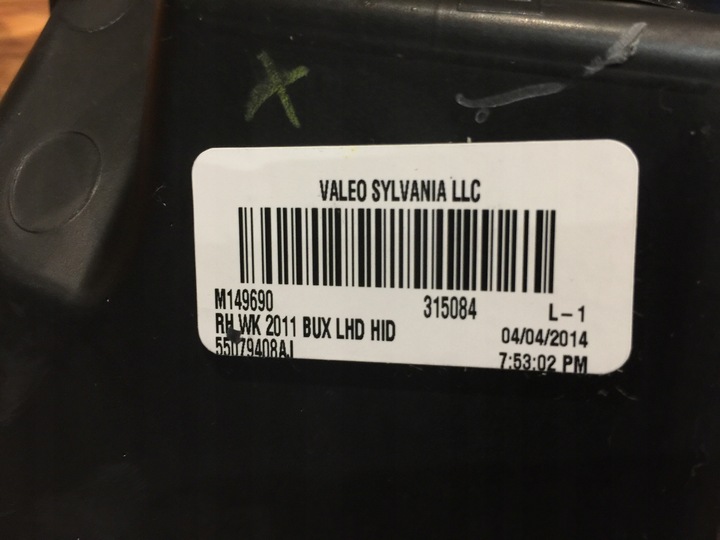 VALEO SYLVANIA LLC
M149690 315084 L-1
RH WK 2011 BUX LHD HID 04/04/2014
55079408AJ 7:53:02 PM